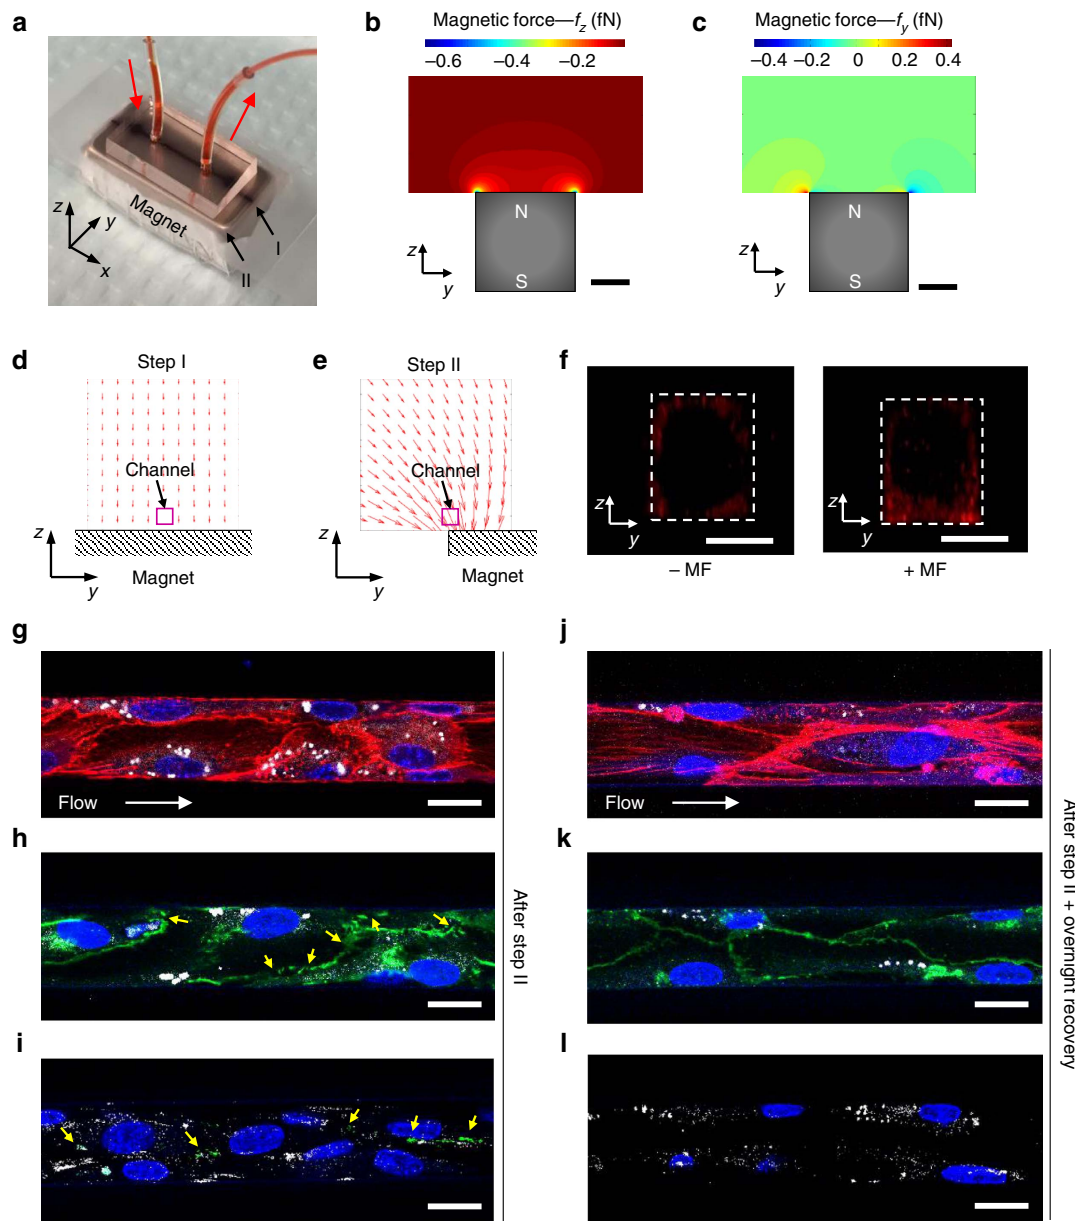 a
z
y
x
Magnet
I
II
b
Magnetic force—fz (fN)
−0.6 −0.4 −0.2
N
S
z
y
c
Magnetic force—fy (fN)
−0.4 −0.2 0 0.2 0.4
N
S
z
y
d
Step I
Channel
z
y
Magnet
e
Step II
Channel
z
y
Magnet
f
z
y
z
y
– MF
+ MF
g
Flow
h
i
After step II
j
Flow
k
l
After step II + overnight recovery